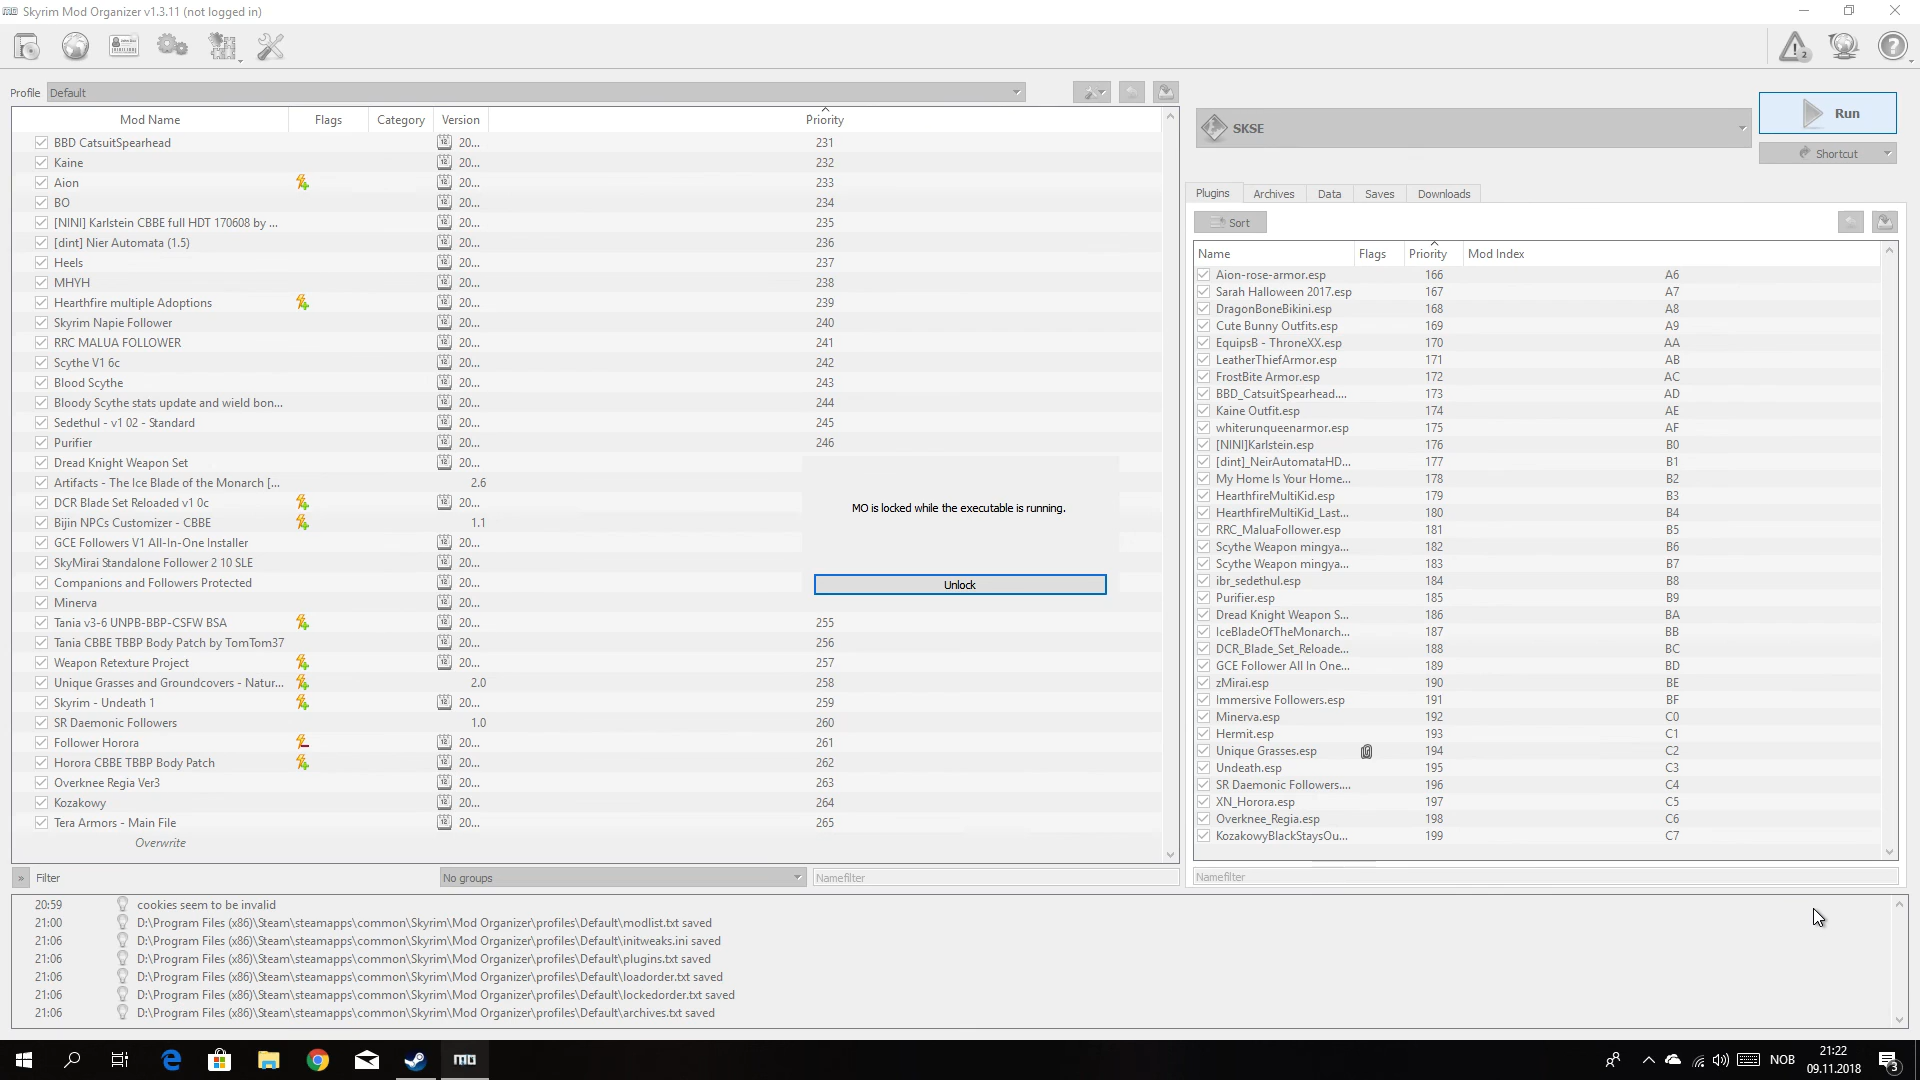 Skyrim Mod Organizer v1.3.11 (not logged in)
2
Profile Default
Mod Name Flags Category Version Priority
BBD CatsuitSpearhead 20... 231
Kaine 20... 232
Aion 20... 233
BO 20... 234
[NINI] Karlstein CBBE full HDT 170608 by ... 20... 235
[dint] Nier Automata (1.5) 20... 236
Heels 20... 237
MHYH 20... 238
Hearthfire multiple Adoptions 20... 239
Skyrim Napie Follower 20... 240
RRC MALUA FOLLOWER 20... 241
Scythe V1 6c 20... 242
Blood Scythe 20... 243
Bloody Scythe stats update and wield bon... 20... 244
Sedethul - v1 02 - Standard 20... 245
Purifier 20... 246
Dread Knight Weapon Set 20...
Artifacts - The Ice Blade of the Monarch [... 2.6
DCR Blade Set Reloaded v1 0c 20...
Bijin NPCs Customizer - CBBE 1.1
GCE Followers V1 All-In-One Installer 20...
SkyMirai Standalone Follower 2 10 SLE 20...
Companions and Followers Protected 20...
Minerva 20...
Tania v3-6 UNPB-BBP-CSFW BSA 20... 255
Tania CBBE TBBP Body Patch by TomTom37 20... 256
Weapon Retexture Project 20... 257
Unique Grasses and Groundcovers - Natur... 2.0 258
Skyrim - Undeath 1 20... 259
SR Daemonic Followers 1.0 260
Follower Horora 20... 261
Horora CBBE TBBP Body Patch 20... 262
Overknee Regia Ver3 20... 263
Kozakowy 20... 264
Tera Armors - Main File 20... 265
Overwrite
» Filter No groups Namefilter
MO is locked while the executable is running.
Unlock
SKSE
Run
Shortcut
Plugins Archives Data Saves Downloads
Sort
Name Flags Priority Mod Index
Aion-rose-armor.esp 166 A6
Sarah Halloween 2017.esp 167 A7
DragonBoneBikini.esp 168 A8
Cute Bunny Outfits.esp 169 A9
EquipsB - ThroneXX.esp 170 AA
LeatherThiefArmor.esp 171 AB
FrostBite Armor.esp 172 AC
BBD_CatsuitSpearhead.... 173 AD
Kaine Outfit.esp 174 AE
whiterunqueenarmor.esp 175 AF
[NINI]Karlstein.esp 176 B0
[dint]_NeirAutomataHD... 177 B1
My Home Is Your Home... 178 B2
HearthfireMultiKid.esp 179 B3
HearthfireMultiKid_Last... 180 B4
RRC_MaluaFollower.esp 181 B5
Scythe Weapon mingya... 182 B6
Scythe Weapon mingya... 183 B7
ibr_sedethul.esp 184 B8
Purifier.esp 185 B9
Dread Knight Weapon S... 186 BA
IceBladeOfTheMonarch... 187 BB
DCR_Blade_Set_Reloade... 188 BC
GCE Follower All In One... 189 BD
zMirai.esp 190 BE
Immersive Followers.esp 191 BF
Minerva.esp 192 C0
Hermit.esp 193 C1
Unique Grasses.esp 194 C2
Undeath.esp 195 C3
SR Daemonic Followers.... 196 C4
XN_Horora.esp 197 C5
Overknee_Regia.esp 198 C6
KozakowyBlackStaysOu... 199 C7
Namefilter
20:59 cookies seem to be invalid
21:00 D:\Program Files (x86)\Steam\steamapps\common\Skyrim\Mod Organizer\profiles\Default\modlist.txt saved
21:06 D:\Program Files (x86)\Steam\steamapps\common\Skyrim\Mod Organizer\profiles\Default\initweaks.ini saved
21:06 D:\Program Files (x86)\Steam\steamapps\common\Skyrim\Mod Organizer\profiles\Default\plugins.txt saved
21:06 D:\Program Files (x86)\Steam\steamapps\common\Skyrim\Mod Organizer\profiles\Default\loadorder.txt saved
21:06 D:\Program Files (x86)\Steam\steamapps\common\Skyrim\Mod Organizer\profiles\Default\lockedorder.txt saved
21:06 D:\Program Files (x86)\Steam\steamapps\common\Skyrim\Mod Organizer\profiles\Default\archives.txt saved
MO
NOB
21:22
09.11.2018
3